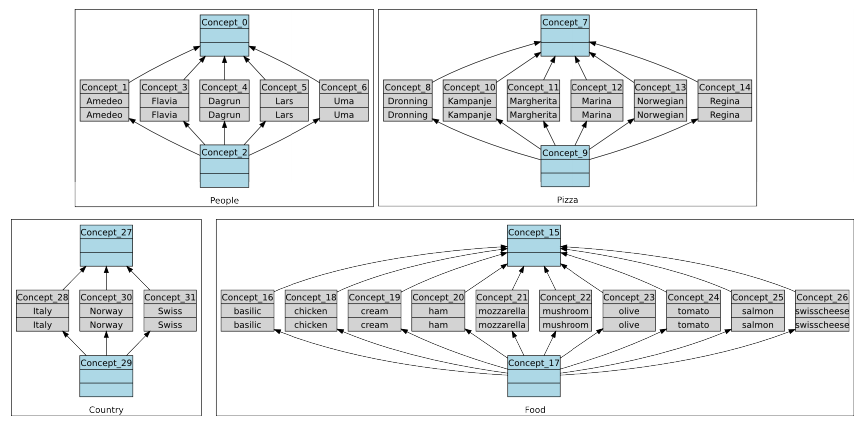 Concept_0
Concept_1 Concept_3 Concept_4 Concept_5 Concept_6
Amedeo Flavia Dagrun Lars Uma
Amedeo Flavia Dagrun Lars Uma
Concept_2
People
Concept_7
Concept_8 Concept_10 Concept_11 Concept_12 Concept_13 Concept_14
Dronning Kampanje Margherita Marina Norwegian Regina
Dronning Kampanje Margherita Marina Norwegian Regina
Concept_9
Pizza
Concept_27
Concept_28 Concept_30 Concept_31
Italy Norway Swiss
Italy Norway Swiss
Concept_29
Country
Concept_15
Concept_16 Concept_18 Concept_19 Concept_20 Concept_21 Concept_22 Concept_23 Concept_24 Concept_25 Concept_26
basilic chicken cream ham mozzarella mushroom olive tomato salmon swisscheese
basilic chicken cream ham mozzarella mushroom olive tomato salmon swisscheese
Concept_17
Food